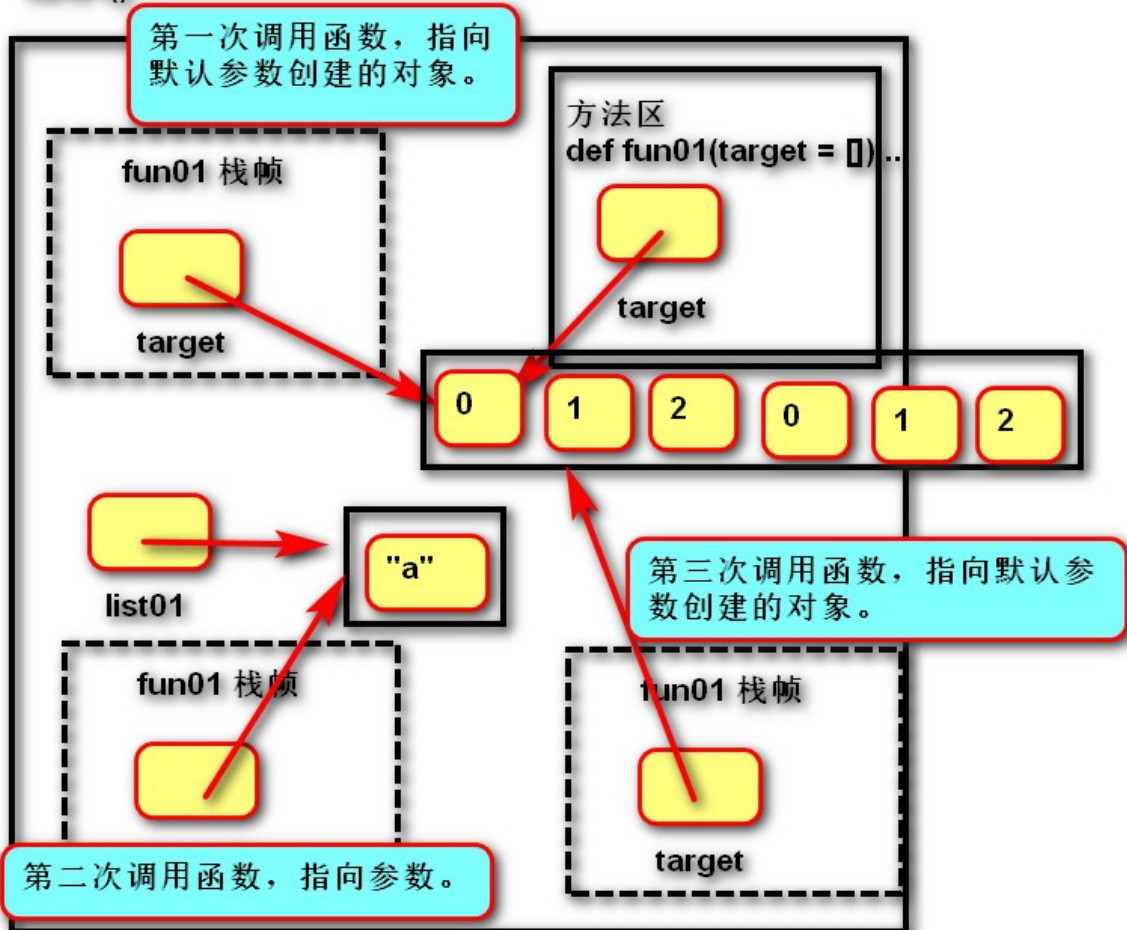 第一次调用函数，指向
默认参数创建的对象。
方法区
def fun01(target = [])...
fun01 栈帧
target
target
0 1 2 0 1 2
"a"
list01
第三次调用函数，指向默认参
数创建的对象。
fun01 栈帧
fun01 栈帧
target
第二次调用函数，指向参数。